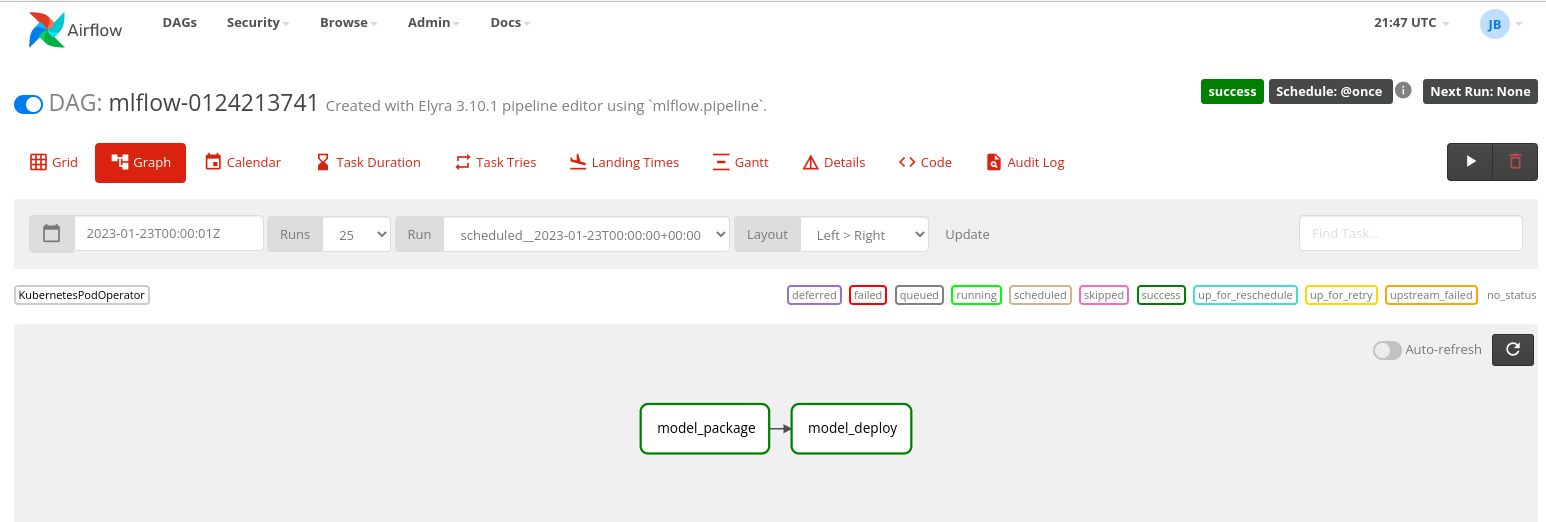 Airflow DAGs Security Browse Admin Docs 21:47 UTC JB
DAG: mlflow-0124213741 Created with Elyra 3.10.1 pipeline editor using `mlflow.pipeline`. success Schedule: @once i Next Run: None
Grid Graph Calendar Task Duration Task Tries Landing Times Gantt Details Code Audit Log
2023-01-23T00:00:01Z Runs 25 Run scheduled__2023-01-23T00:00:00+00:00 Layout Left > Right Update Find Task...
KubernetesPodOperator deferred failed queued running scheduled skipped success up_for_reschedule up_for_retry upstream_failed no_status
Auto-refresh
model_package model_deploy